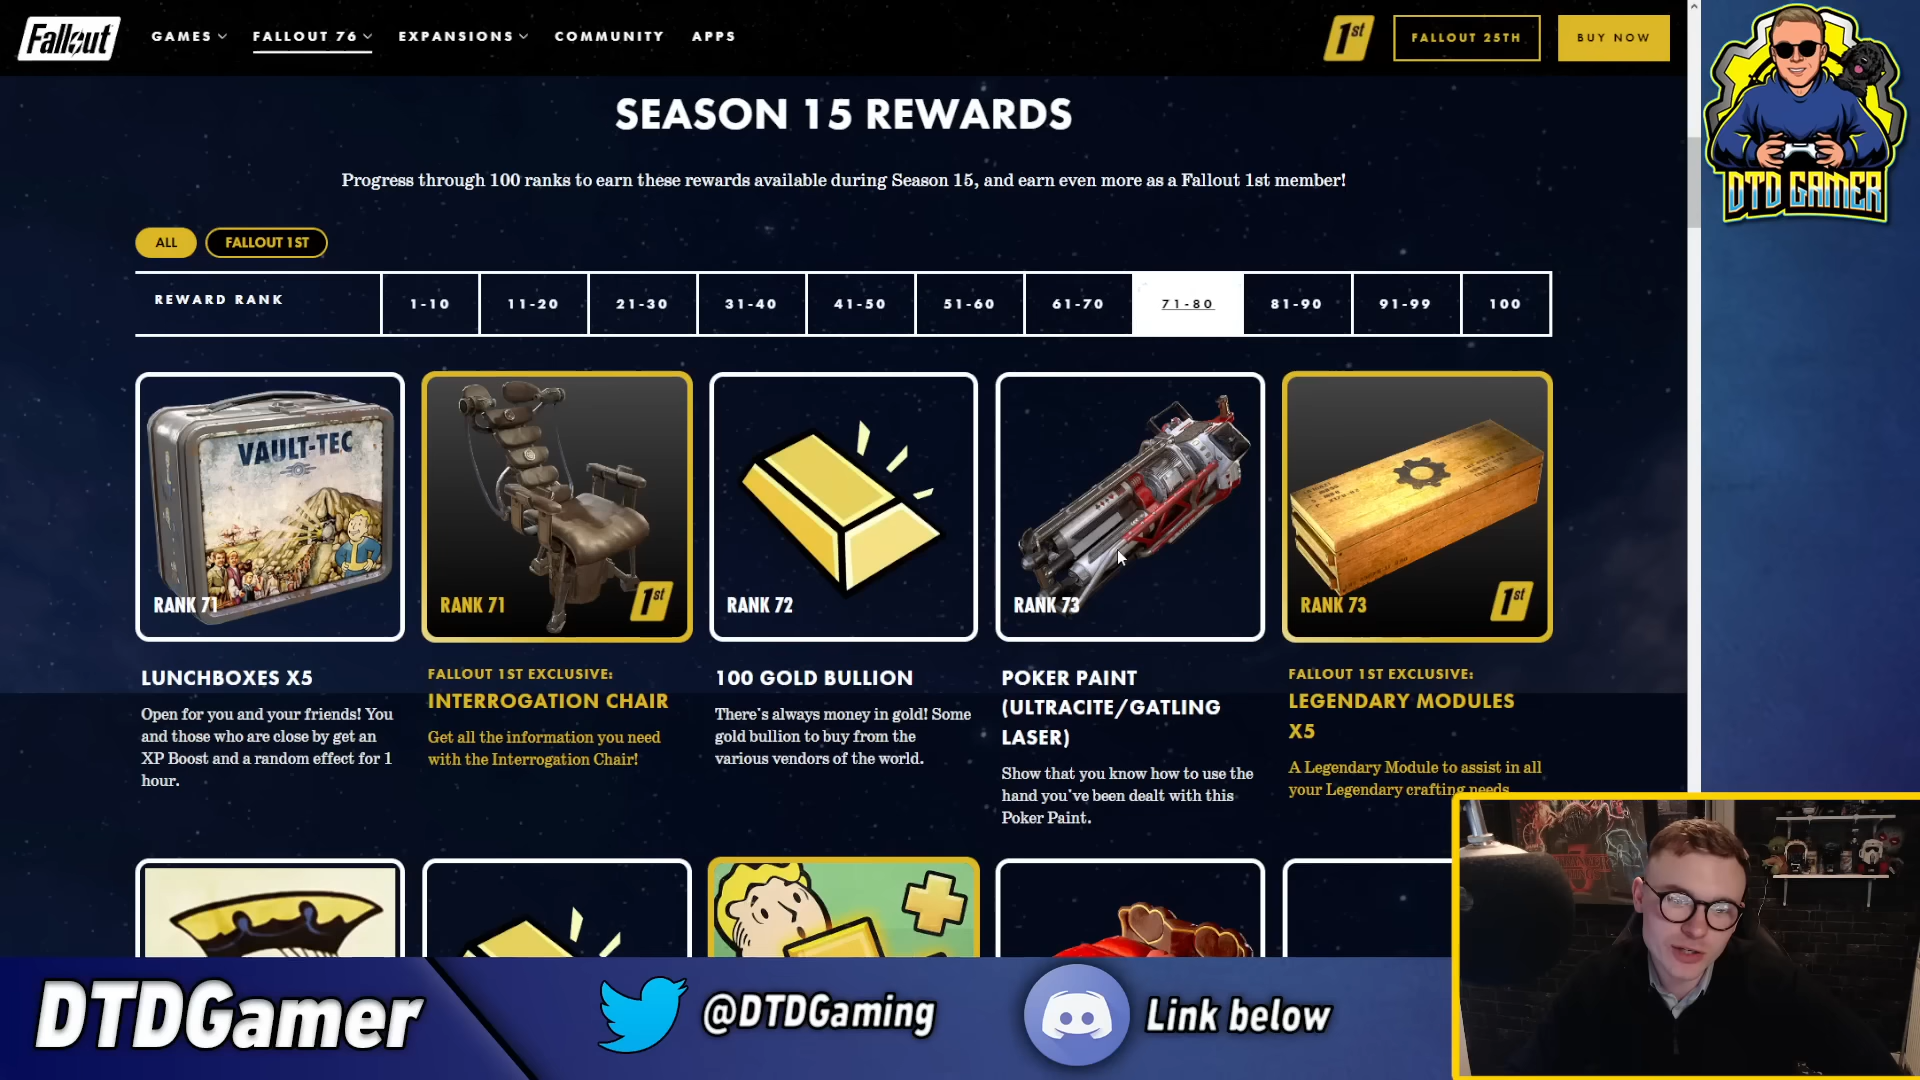 Fallout
GAMES
FALLOUT 76
EXPANSIONS
COMMUNITY
APPS
1st
FALLOUT 25TH
BUY NOW
DTD GAMER
SEASON 15 REWARDS
Progress through 100 ranks to earn these rewards available during Season 15, and earn even more as a Fallout 1st member!
ALL
FALLOUT 1ST
REWARD RANK
1-10
11-20
21-30
31-40
41-50
51-60
61-70
71-80
81-90
91-99
100
VAULT-TEC
RANK 71
RANK 71
1st
RANK 72
RANK 73
RANK 73
1st
LUNCHBOXES X5
Open for you and your friends! You
and those who are close by get an
XP Boost and a random effect for 1
hour.
FALLOUT 1ST EXCLUSIVE:
INTERROGATION CHAIR
Get all the information you need
with the Interrogation Chair!
100 GOLD BULLION
There's always money in gold! Some
gold bullion to buy from the
various vendors of the world.
POKER PAINT
(ULTRACITE/GATLING
LASER)
Show that you know how to use the
hand you've been dealt with this
Poker Paint.
FALLOUT 1ST EXCLUSIVE:
LEGENDARY MODULES
X5
A Legendary Module to assist in all
your Legendary crafting needs
DTDGamer
@DTDGaming
Link below